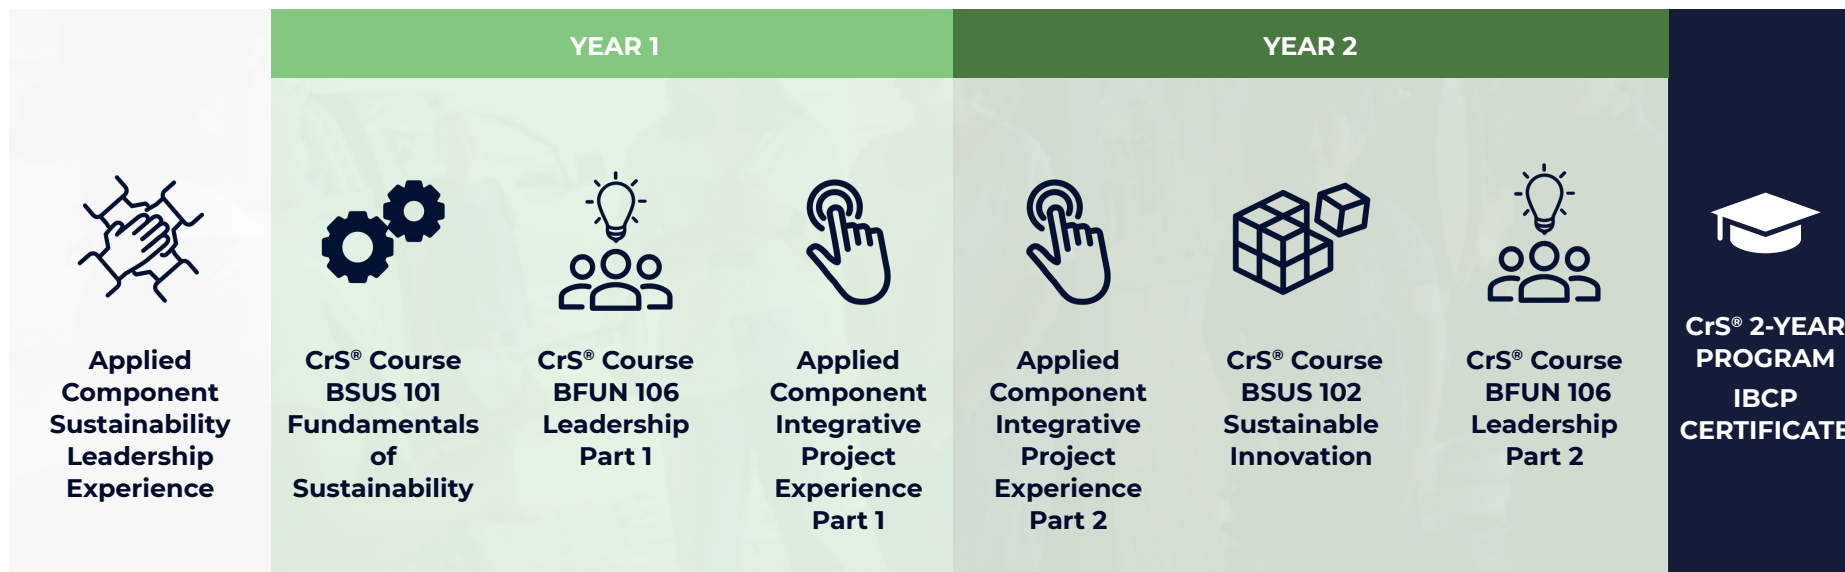 YEAR 1
YEAR 2
Applied
Component
Sustainability
Leadership
Experience
CrS® Course
BSUS 101
Fundamentals
of
Sustainability
CrS® Course
BFUN 106
Leadership
Part 1
Applied
Component
Integrative
Project
Experience
Part 1
Applied
Component
Integrative
Project
Experience
Part 2
CrS® Course
BSUS 102
Sustainable
Innovation
CrS® Course
BFUN 106
Leadership
Part 2
CrS® 2-YEAR
PROGRAM
IBCP
CERTIFICATE